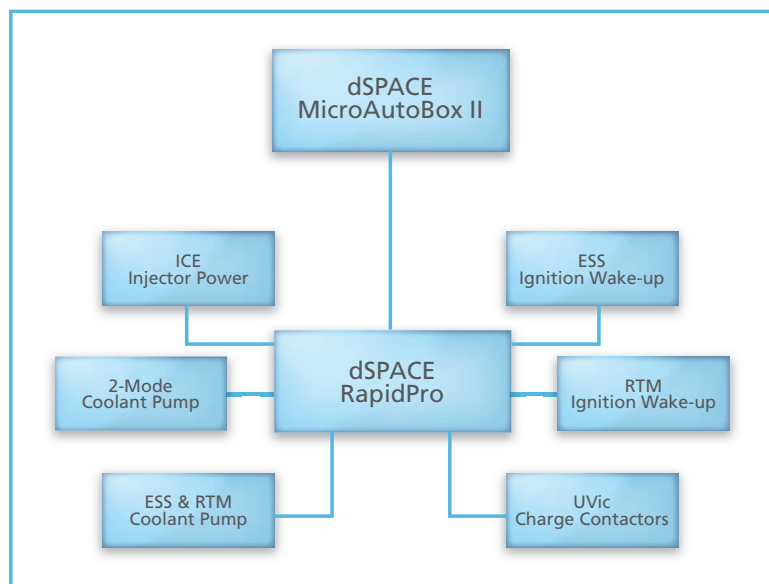 dSPACE
MicroAutoBox II
ICE
Injector Power
ESS
Ignition Wake-up
dSPACE
RapidPro
2-Mode
Coolant Pump
RTM
Ignition Wake-up
ESS & RTM
Coolant Pump
UVic
Charge Contactors